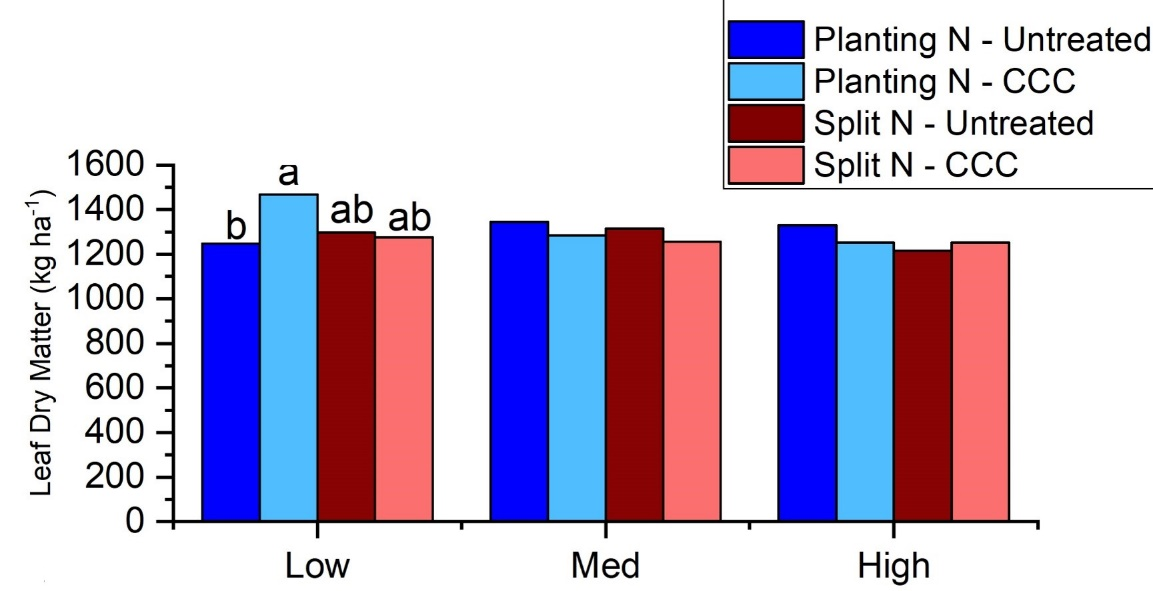 Planting N - Untreated
Planting N - CCC
Split N - Untreated
Split N - CCC
Leaf Dry Matter (kg ha⁻¹)
1600
1400
1200
1000
800
600
400
200
0
b
a
ab
ab
Low
Med
High